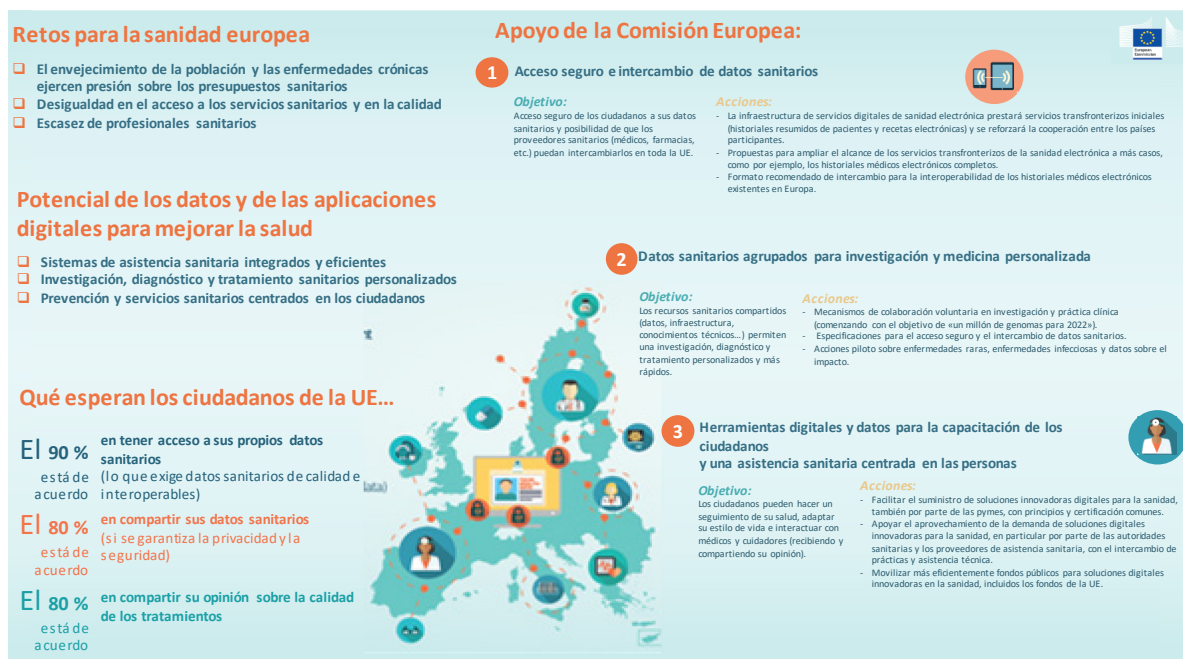 Retos para la sanidad europea
❑ El envejecimiento de la población y las enfermedades crónicas
ejercen presión sobre los presupuestos sanitarios
❑ Desigualdad en el acceso a los servicios sanitarios y en la calidad
❑ Escasez de profesionales sanitarios
Potencial de los datos y de las aplicaciones
digitales para mejorar la salud
❑ Sistemas de asistencia sanitaria integrados y eficientes
❑ Investigación, diagnóstico y tratamiento sanitarios personalizados
❑ Prevención y servicios sanitarios centrados en los ciudadanos
Qué esperan los ciudadanos de la UE...
El 90 %
está de
acuerdo
en tener acceso a sus propios datos
sanitarios
(lo que exige datos sanitarios de calidad e
interoperables)
El 80 %
está de
acuerdo
en compartir sus datos sanitarios
(si se garantiza la privacidad y la
seguridad)
El 80 %
está de
acuerdo
en compartir su opinión sobre la calidad
de los tratamientos
Apoyo de la Comisión Europea:
European
Commission
1 Acceso seguro e intercambio de datos sanitarios
Objetivo:
Acceso seguro de los ciudadanos a sus datos
sanitarios y posibilidad de que los
proveedores sanitarios (médicos, farmacias,
etc.) puedan intercambiarlos en toda la UE.
Acciones:
- La infraestructura de servicios digitales de sanidad electrónica prestará servicios transfronterizos iniciales
(historiales resumidos de pacientes y recetas electrónicas) y se reforzará la cooperación entre los países
participantes.
- Propuestas para ampliar el alcance de los servicios transfronterizos de la sanidad electrónica a más casos,
como por ejemplo, los historiales médicos electrónicos completos.
- Formato recomendado de intercambio para la interoperabilidad de los historiales médicos electrónicos
existentes en Europa.
2 Datos sanitarios agrupados para investigación y medicina personalizada
Objetivo:
Los recursos sanitarios compartidos
(datos, infraestructura,
conocimientos técnicos...) permiten
una investigación, diagnóstico y
tratamiento personalizados y más
rápidos.
Acciones:
- Mecanismos de colaboración voluntaria en investigación y práctica clínica
(comenzando con el objetivo de «un millón de genomas para 2022»).
- Especificaciones para el acceso seguro y el intercambio de datos sanitarios.
- Acciones piloto sobre enfermedades raras, enfermedades infecciosas y datos sobre el
impacto.
3 Herramientas digitales y datos para la capacitación de los
ciudadanos
y una asistencia sanitaria centrada en las personas
Objetivo:
Los ciudadanos pueden hacer un
seguimiento de su salud, adaptar
su estilo de vida e interactuar con
médicos y cuidadores (recibiendo y
compartiendo su opinión).
Acciones:
- Facilitar el suministro de soluciones innovadoras digitales para la sanidad,
también por parte de las pymes, con principios y certificación comunes.
- Apoyar el aprovechamiento de la demanda de soluciones digitales
innovadoras para la sanidad, en particular por parte de las autoridades
sanitarias y los proveedores de asistencia sanitaria, con el intercambio de
prácticas y asistencia técnica.
- Movilizar más eficientemente fondos públicos para soluciones digitales
innovadoras en la sanidad, incluidos los fondos de la UE.